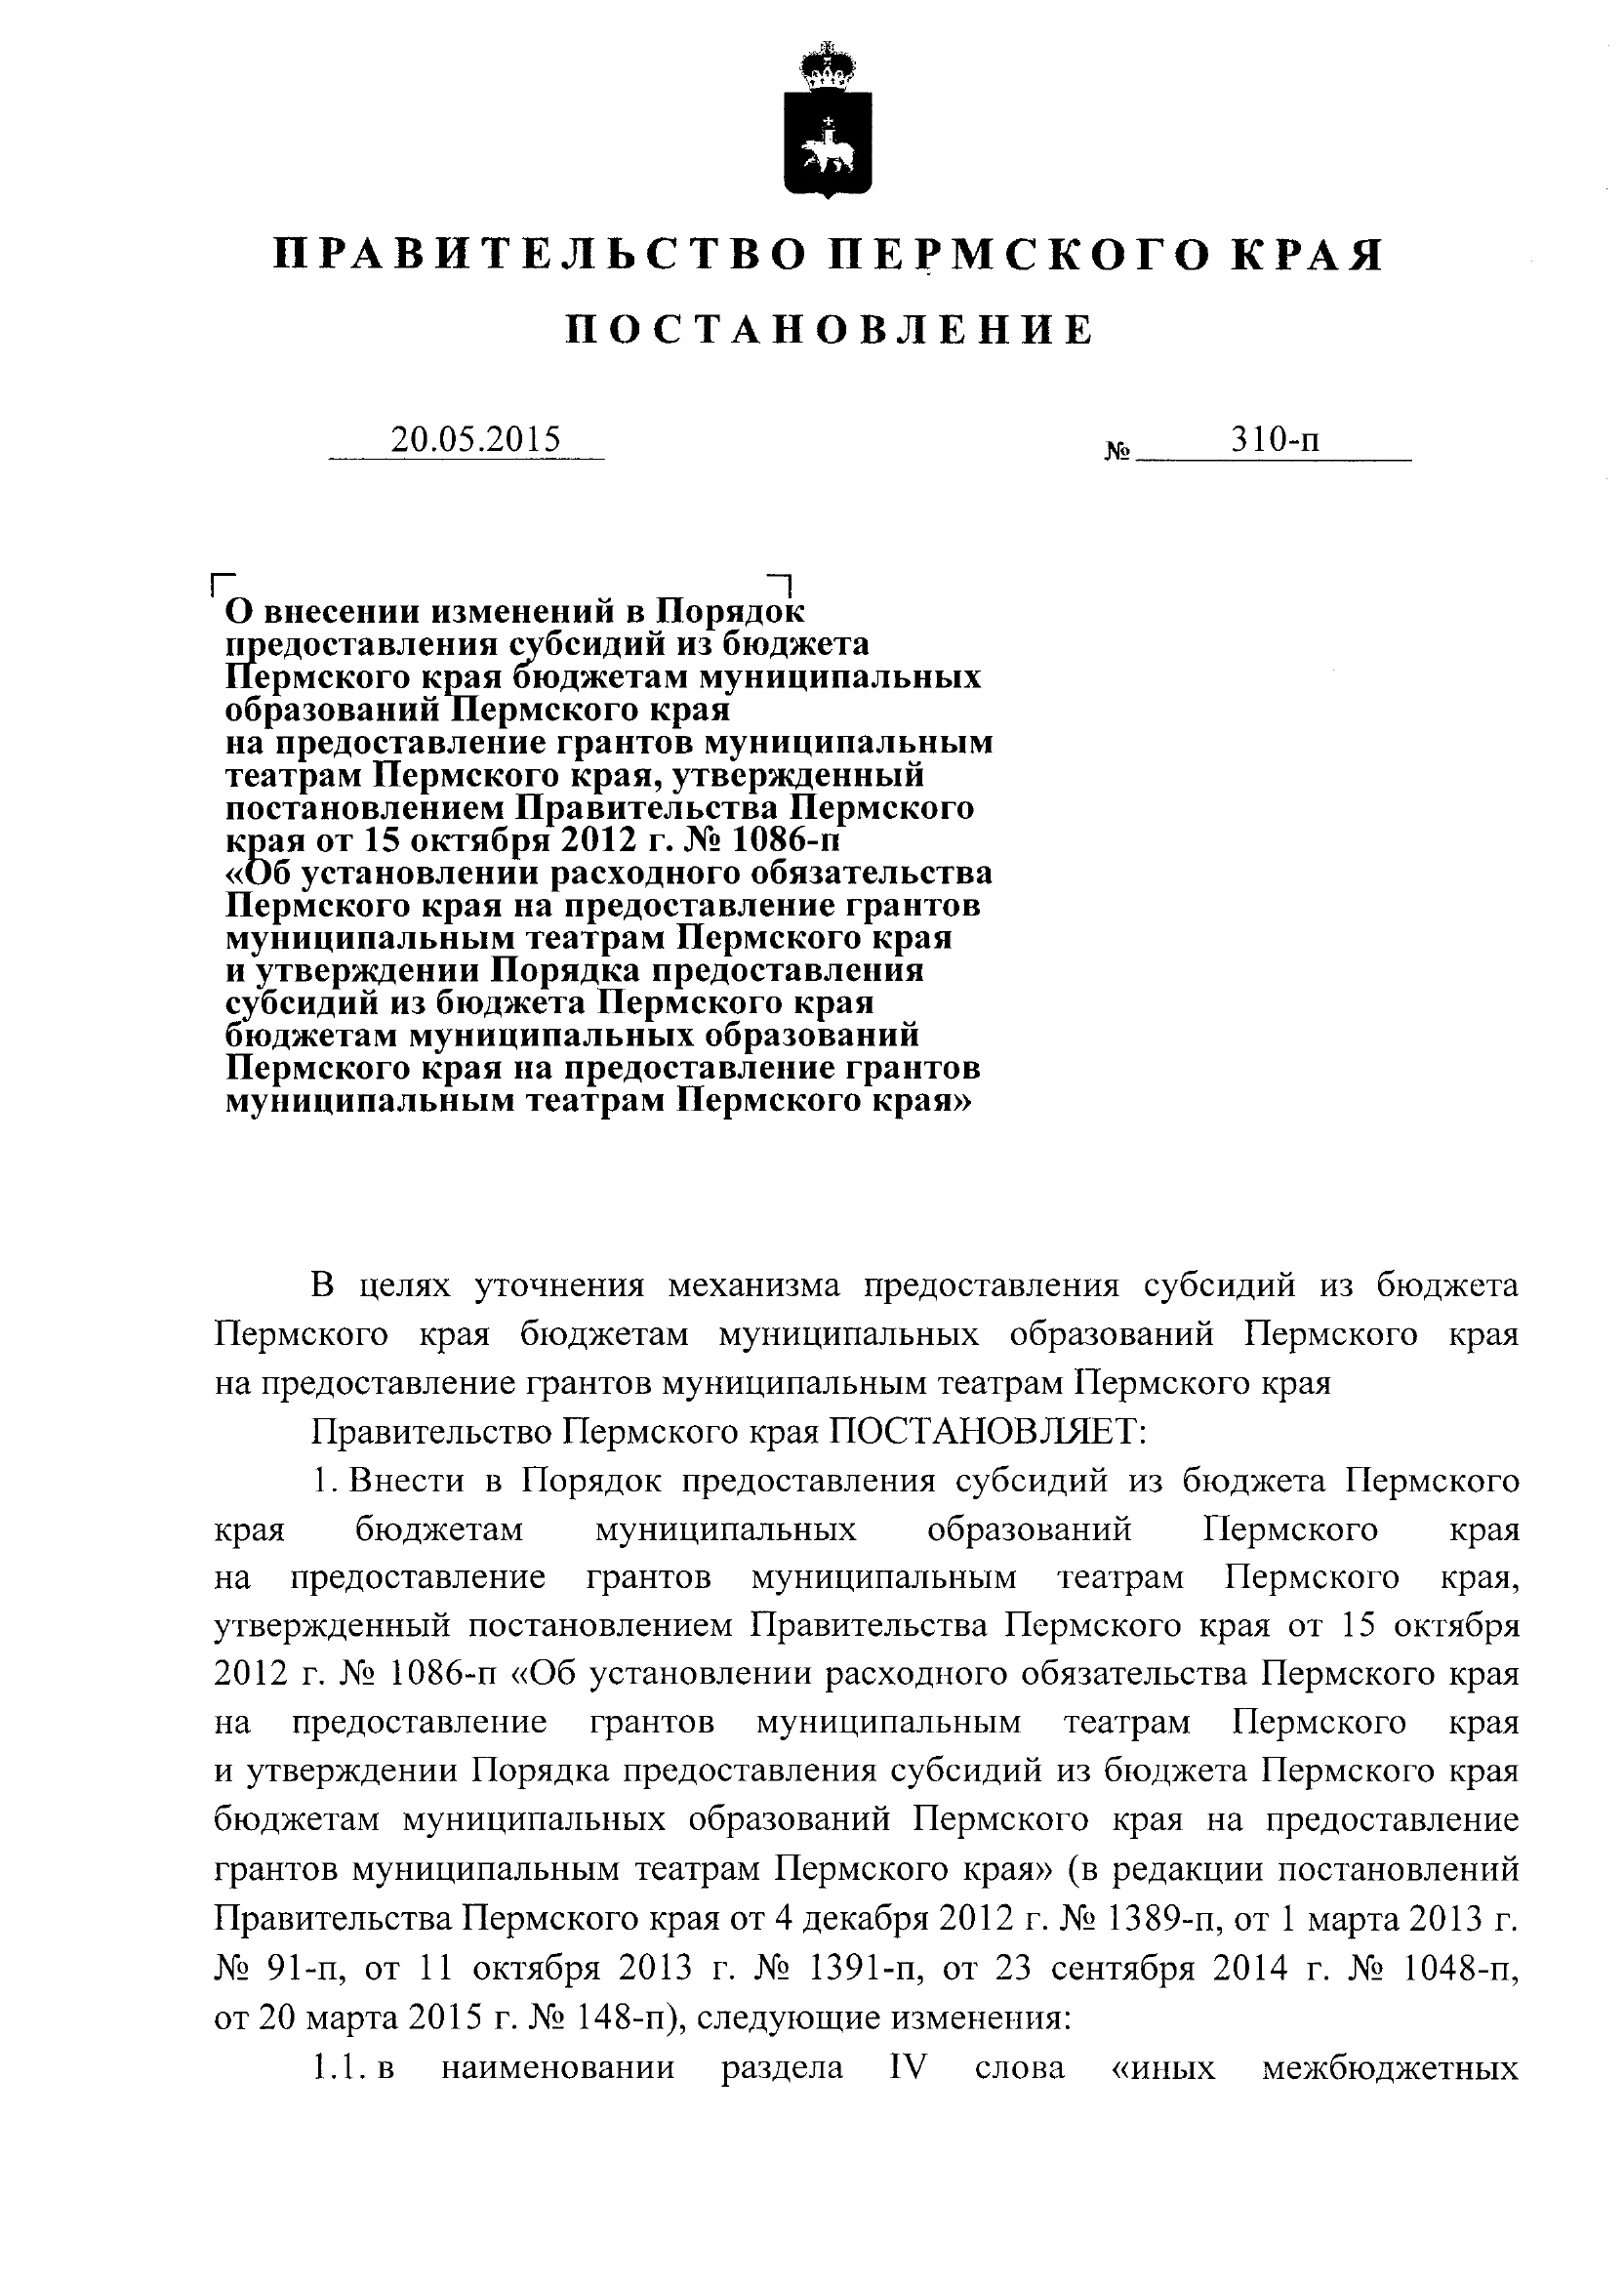 ПРАВИТЕЛЬСТВО ПЕРМСКОГО КРАЯ
ПОСТАНОВЛЕНИЕ
20.05.2015 № 310-п
О внесении изменений в Порядок
предоставления субсидий из бюджета
Пермского края бюджетам муниципальных
образований Пермского края
на предоставление грантов муниципальным
театрам Пермского края, утвержденный
постановлением Правительства Пермского
края от 15 октября 2012 г. № 1086-п
«Об установлении расходного обязательства
Пермского края на предоставление грантов
муниципальным театрам Пермского края
и утверждении Порядка предоставления
субсидий из бюджета Пермского края
бюджетам муниципальных образований
Пермского края на предоставление грантов
муниципальным театрам Пермского края»
В целях уточнения механизма предоставления субсидий из бюджета
Пермского края бюджетам муниципальных образований Пермского края
на предоставление грантов муниципальным театрам Пермского края
Правительство Пермского края ПОСТАНОВЛЯЕТ:
1. Внести в Порядок предоставления субсидий из бюджета Пермского
края бюджетам муниципальных образований Пермского края
на предоставление грантов муниципальным театрам Пермского края,
утвержденный постановлением Правительства Пермского края от 15 октября
2012 г. № 1086-п «Об установлении расходного обязательства Пермского края
на предоставление грантов муниципальным театрам Пермского края
и утверждении Порядка предоставления субсидий из бюджета Пермского края
бюджетам муниципальных образований Пермского края на предоставление
грантов муниципальным театрам Пермского края» (в редакции постановлений
Правительства Пермского края от 4 декабря 2012 г. № 1389-п, от 1 марта 2013 г.
№ 91-п, от 11 октября 2013 г. № 1391-п, от 23 сентября 2014 г. № 1048-п,
от 20 марта 2015 г. № 148-п), следующие изменения:
1.1. в наименовании раздела IV слова «иных межбюджетных